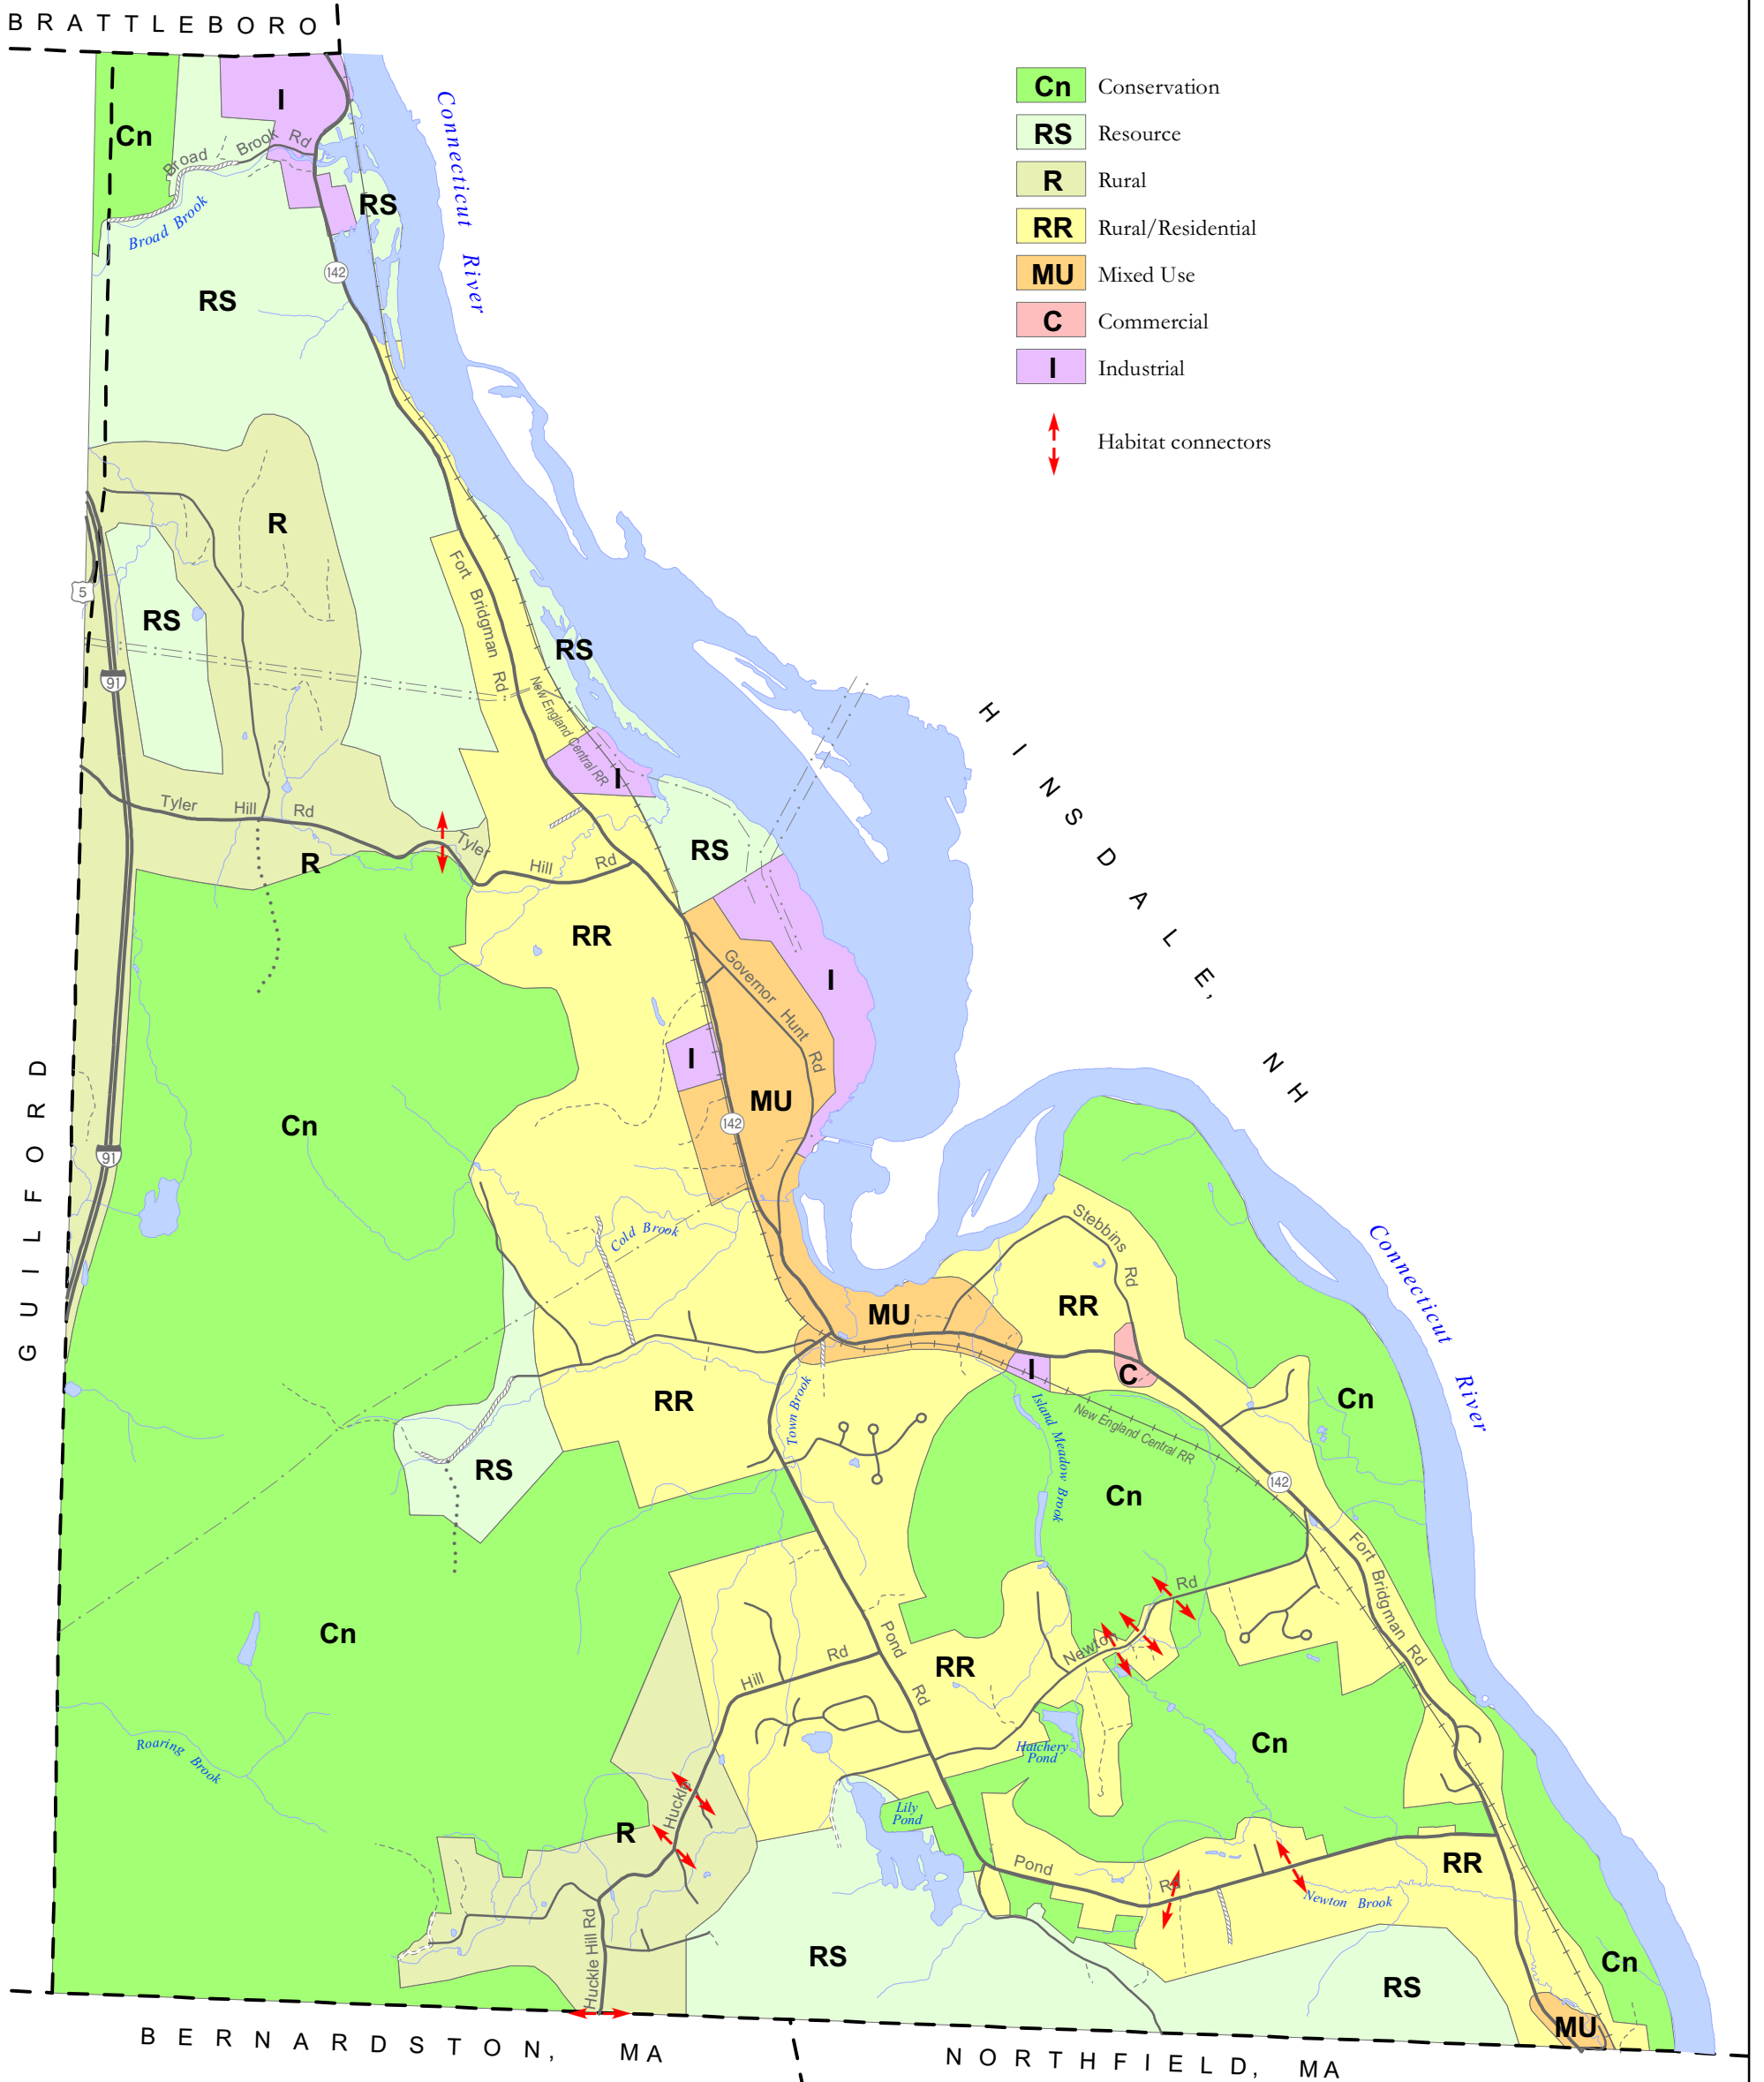 BRATTLEBORO
Cn Conservation
RS Resource
R Rural
RR Rural/Residential
MU Mixed Use
C Commercial
I Industrial
Habitat connectors
I
Cn
Broad Brook Rd
RS
Connecticut River
Broad Brook
142
RS
R
Fort Bridgman Rd
5
RS
RS
91
New England Central RR
HINSDALE, NH
I
Tyler Hill Rd
Tyler Hill Rd
RS
R
RR
Governor Hunt Rd
I
I
MU
142
Cn
91
GUILFORD
Cold Brook
Stebbins Rd
Connecticut River
RR
MU
I
C
Cn
RR
Town Brook
Island Meadow Brook
New England Central RR
RS
Cn
142
Fort Bridgman Rd
Cn
Newton Rd
Pond Rd
Hill Rd
RR
Roaring Brook
Hatchery Pond
Cn
Huckle
Lily Pond
R
Pond Rd
RR
Newton Brook
Huckle Hill Rd
RS
RS
Cn
MU
BERNARDSTON, MA
NORTHFIELD, MA